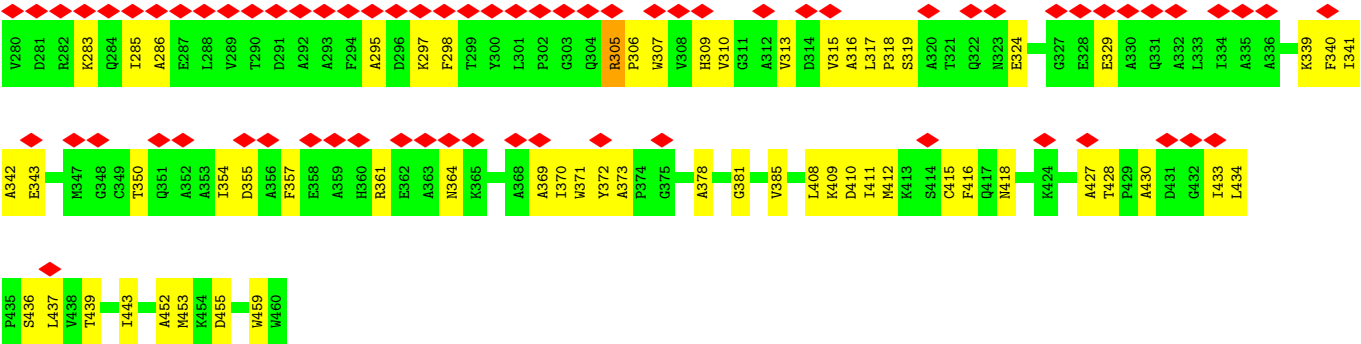 V280 D281 R282 K283 Q284 I285 A286 E287 L288 V289 T290 D291 A292 A293 F294 A295 D296 K297 F298 T299 Y300 L301 P302 G303 Q304 R305 P306 W307 V308 H309 V310 G311 A312 V313 D314 V315 A316 L317 P318 S319 A320 T321 Q322 N323 E324 G327 E328 E329 A330 Q331 A332 L333 I334 A335 A336 K339 F340 I341
A342 E343 M347 G348 C349 T350 Q351 A352 A353 I354 D355 A356 F357 E358 A359 H360 R361 E362 A363 N364 K365 A368 A369 I370 W371 Y372 A373 P374 G375 A378 G381 V385 L408 K409 D410 I411 M412 K413 S414 C415 F416 Q417 N418 K424 A427 T428 P429 A430 D431 G432 I433 L434
P435 S436 L437 V438 T439 I443 A452 M453 K454 D455 W459 W460